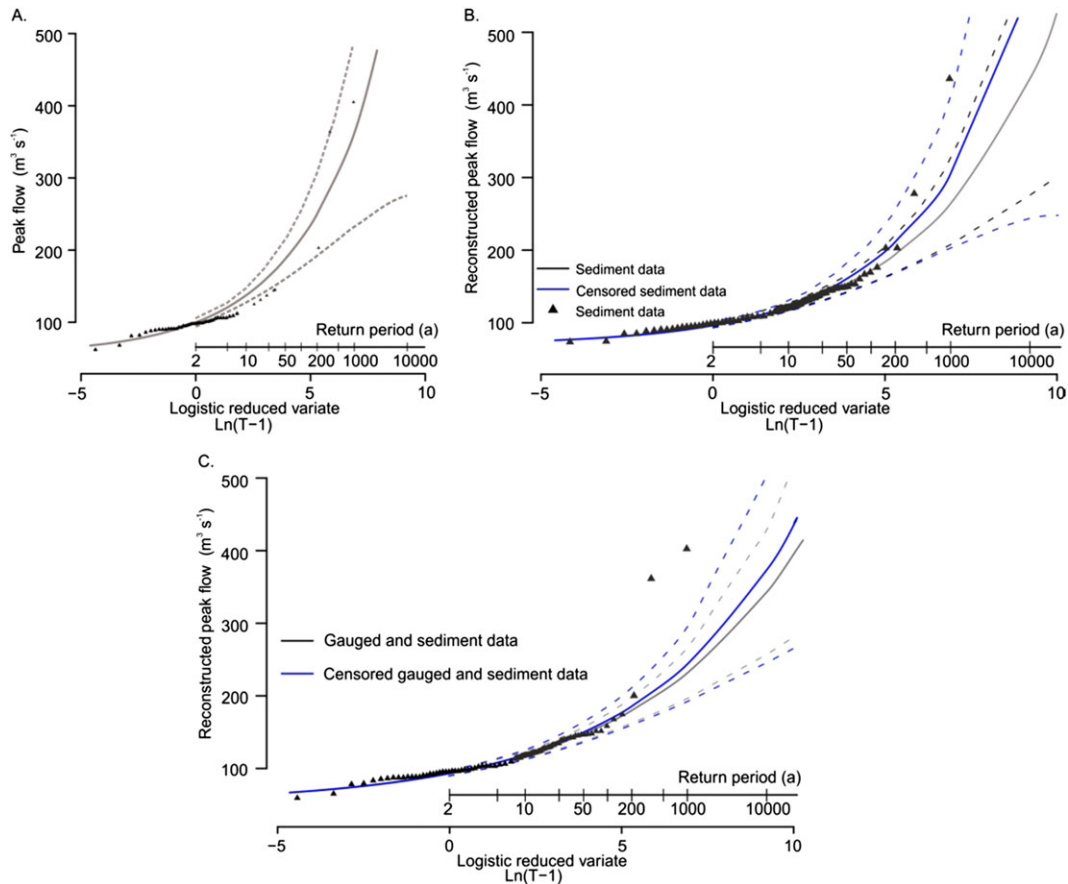 A.
500
400
300
200
100
Peak flow (m³ s⁻¹)
Return period (a)
2 10 50 200 1000 10000
−5 0 5 10
Logistic reduced variate
Ln(T−1)
B.
500
400
300
200
100
Reconstructed peak flow (m³ s⁻¹)
Sediment data
Censored sediment data
Sediment data
Return period (a)
2 10 50 200 1000 10000
−5 0 5 10
Logistic reduced variate
Ln(T−1)
C.
500
400
300
200
100
Reconstructed peak flow (m³ s⁻¹)
Gauged and sediment data
Censored gauged and sediment data
Return period (a)
2 10 50 200 1000 10000
−5 0 5 10
Logistic reduced variate
Ln(T−1)